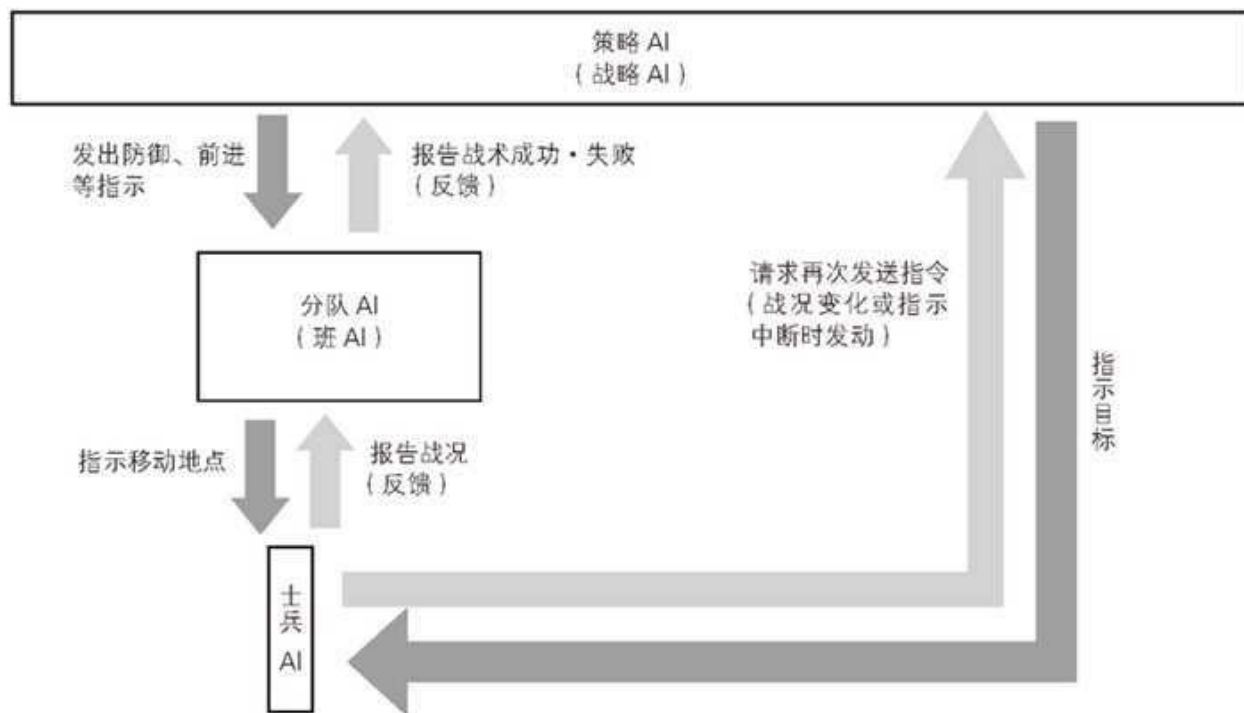 策略 AI
（战略 AI）
发出防御、前进
等指示
报告战术成功·失败
（反馈）
分队 AI
（班 AI）
请求再次发送指令
（战况变化或指示
中断时发动）
指示目标
指示移动地点
报告战况
（反馈）
士兵 AI